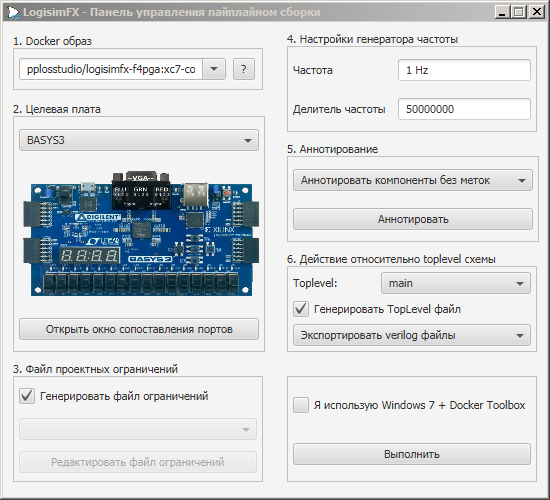 LogisimFX - Панель управления пайплайном сборки
1. Docker образ
pplosstudio/logisimfx-f4pga:xc7-co
?
2. Целевая плата
BASYS3
VGA
BLU GRN RED
DIGILENT
XILINX
BASYS3
Открыть окно сопоставления портов
3. Файл проектных ограничений
Генерировать файл ограничений
Редактировать файл ограничений
4. Настройки генератора частоты
Частота
1 Hz
Делитель частоты
50000000
5. Аннотирование
Аннотировать компоненты без меток
Аннотировать
6. Действие относительно toplevel схемы
Toplevel:
main
Генерировать TopLevel файл
Экспортировать verilog файлы
Я использую Windows 7 + Docker Toolbox
Выполнить